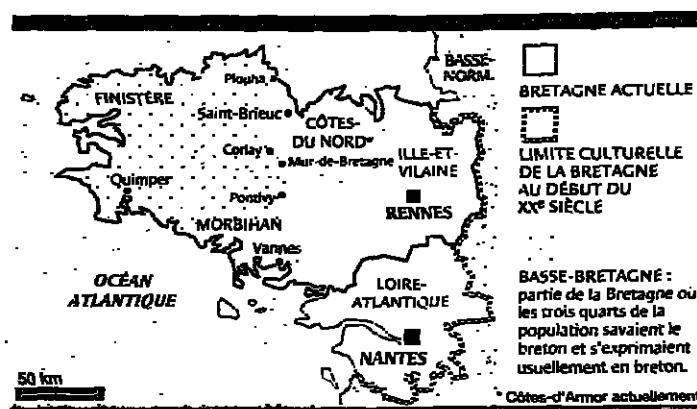 BASSE-
NORM.
Plouha
FINISTÈRE
Saint-Brieuc
CÔTES-
DU NORD*
Corlay
Mur-de-Bretagne
ILLE-ET-
VILAINE
Quimper
Pontivy
RENNES
MORBIHAN
Vannes
OCÉAN
ATLANTIQUE
LOIRE-
ATLANTIQUE
NANTES
50 km
BRETAGNE ACTUELLE
LIMITE CULTURELLE
DE LA BRETAGNE
AU DÉBUT DU
XXe SIÈCLE
BASSE-BRETAGNE :
partie de la Bretagne où
les trois quarts de la
population savaient le
breton et s'exprimaient
usuellement en breton.
* Côtes-d'Armor actuellement